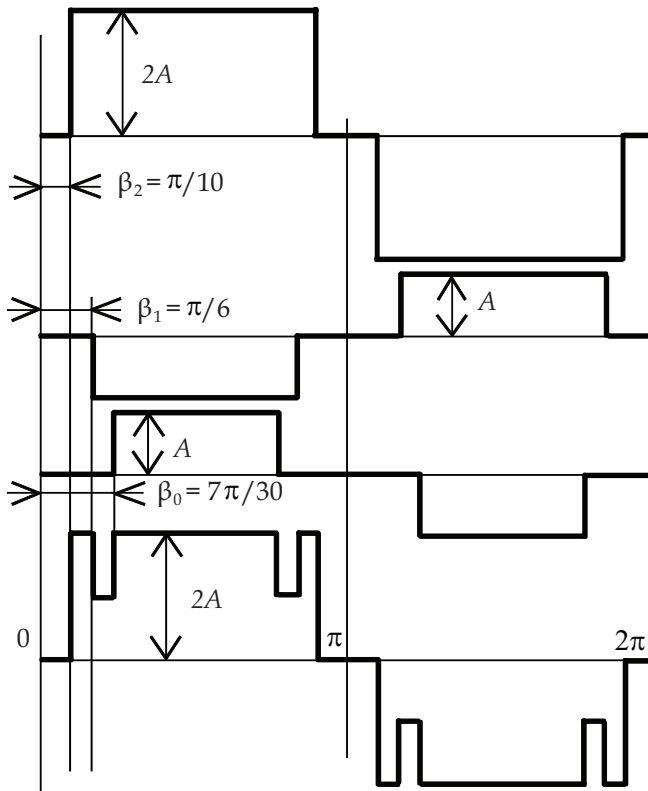 2A
β₂ = π/10
β₁ = π/6
A
A
β₀ = 7π/30
2A
0
π
2π